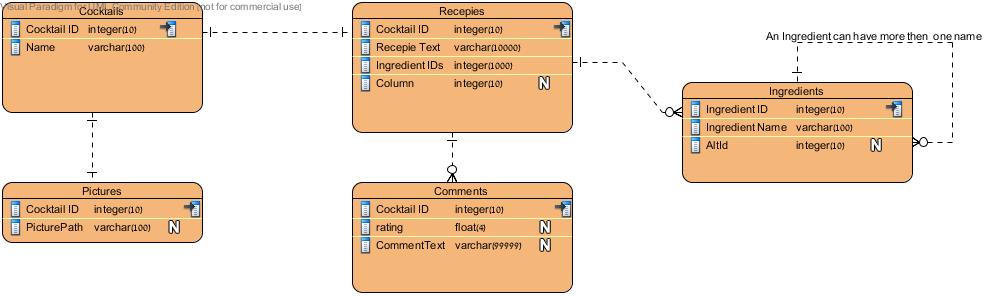 Visual Paradigm for UML Community Edition (not for commercial use)
Cocktails
Cocktail ID integer(10)
Name varchar(100)
Recepies
Cocktail ID integer(10)
Recepie Text varchar(10000)
Ingredient IDs integer(1000)
Column integer(10) N
An Ingredient can have more then one name
Ingredients
Ingredient ID integer(10)
Ingredient Name varchar(100)
AltId integer(10) N
Pictures
Cocktail ID integer(10)
PicturePath varchar(100) N
Comments
Cocktail ID integer(10)
rating float(4) N
CommentText varchar(99999) N